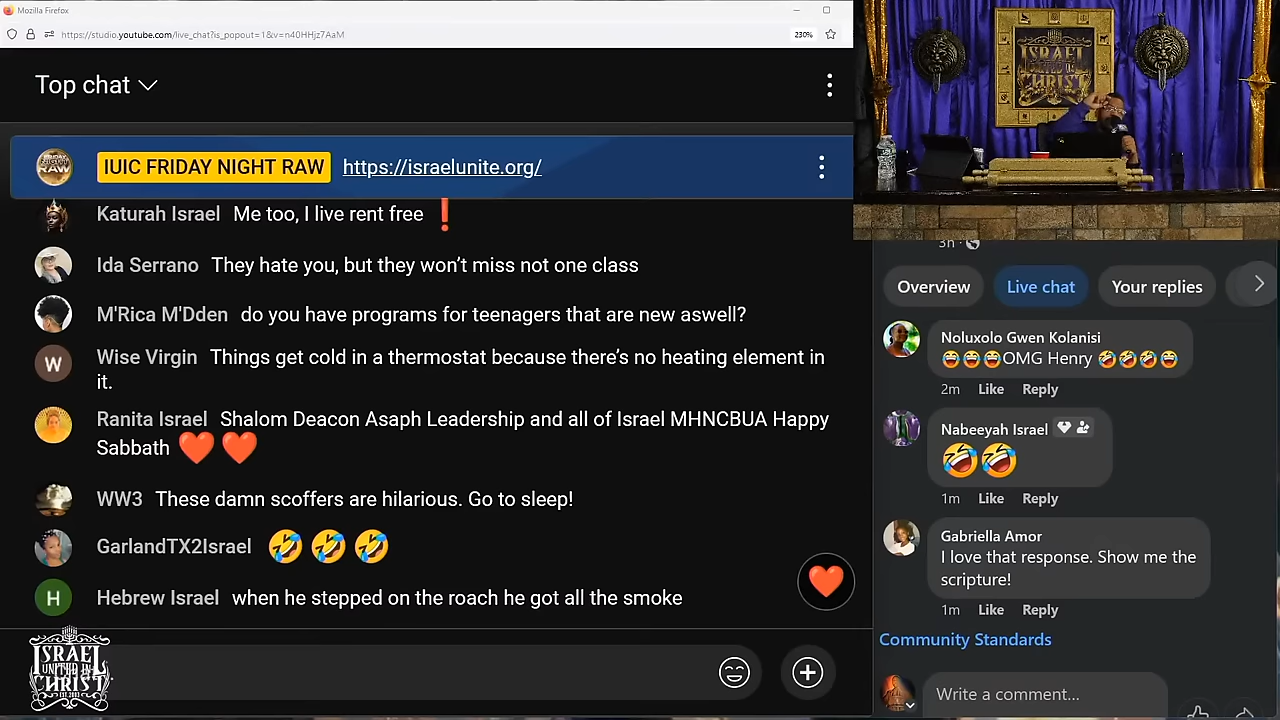 Mozilla Firefox
https://studio.youtube.com/live_chat?is_popout=1&v=n40HHjz7AaM
230%
Top chat
IUIC FRIDAY NIGHT RAW https://israelunite.org/
Katurah Israel Me too, I live rent free❗
Ida Serrano They hate you, but they won’t miss not one class
M'Rica M'Dden do you have programs for teenagers that are new aswell?
W
Wise Virgin Things get cold in a thermostat because there’s no heating element in
it.
Ranita Israel Shalom Deacon Asaph Leadership and all of Israel MHNCBUA Happy
Sabbath ❤️ ❤️
WW3 These damn scoffers are hilarious. Go to sleep!
GarlandTX2Israel 🤣 🤣 🤣
H
Hebrew Israel when he stepped on the roach he got all the smoke
ISRAEL
UNITED IN
CHRIST
EST. 2003
ISRAEL
UNITED IN
CHRIST
3h
Overview
Live chat
Your replies
Noluxolo Gwen Kolanisi
😂😂😂OMG Henry 🤣🤣🤣🤣
2m Like Reply
Nabeeyah Israel
🤣🤣
1m Like Reply
Gabriella Amor
I love that response. Show me the
scripture!
1m Like Reply
Community Standards
Write a comment…